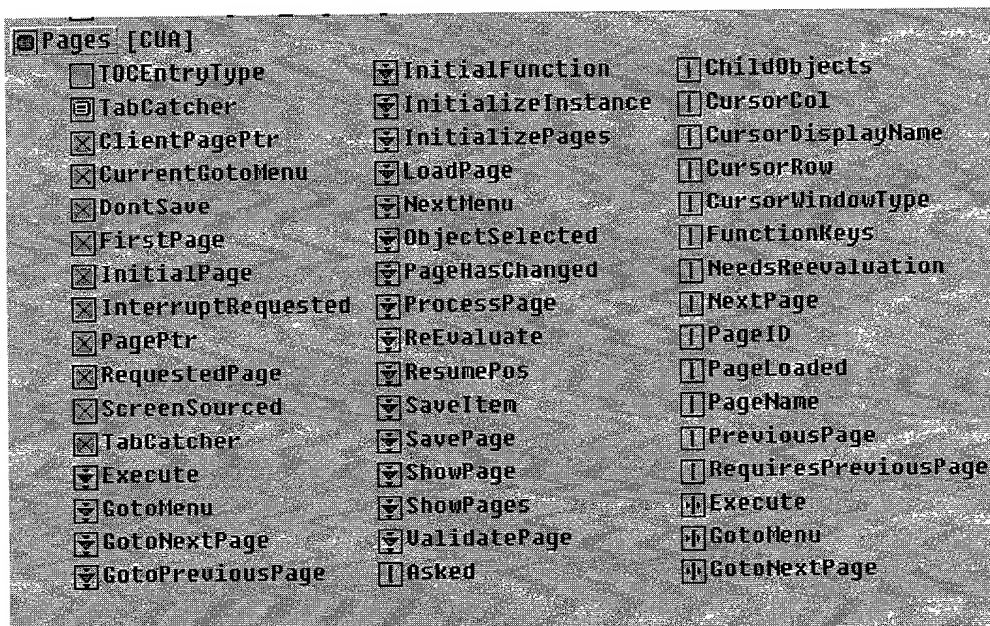 Pages [CUA]
TOCEntryType
TabCatcher
ClientPagePtr
CurrentGotoMenu
DontSave
FirstPage
InitialPage
InterruptRequested
PagePtr
RequestedPage
ScreenSourced
TabCatcher
Execute
GotoMenu
GotoNextPage
GotoPreviousPage
InitialFunction
InitializeInstance
InitializePages
LoadPage
NextMenu
ObjectSelected
PageHasChanged
ProcessPage
ReEvaluate
ResumePos
SaveItem
SavePage
ShowPage
ShowPages
ValidatePage
Asked
ChildObjects
CursorCol
CursorDisplayName
CursorRow
CursorWindowType
FunctionKeys
NeedsReevaluation
NextPage
PageID
PageLoaded
PageName
PreviousPage
RequiresPreviousPage
Execute
GotoMenu
GotoNextPage